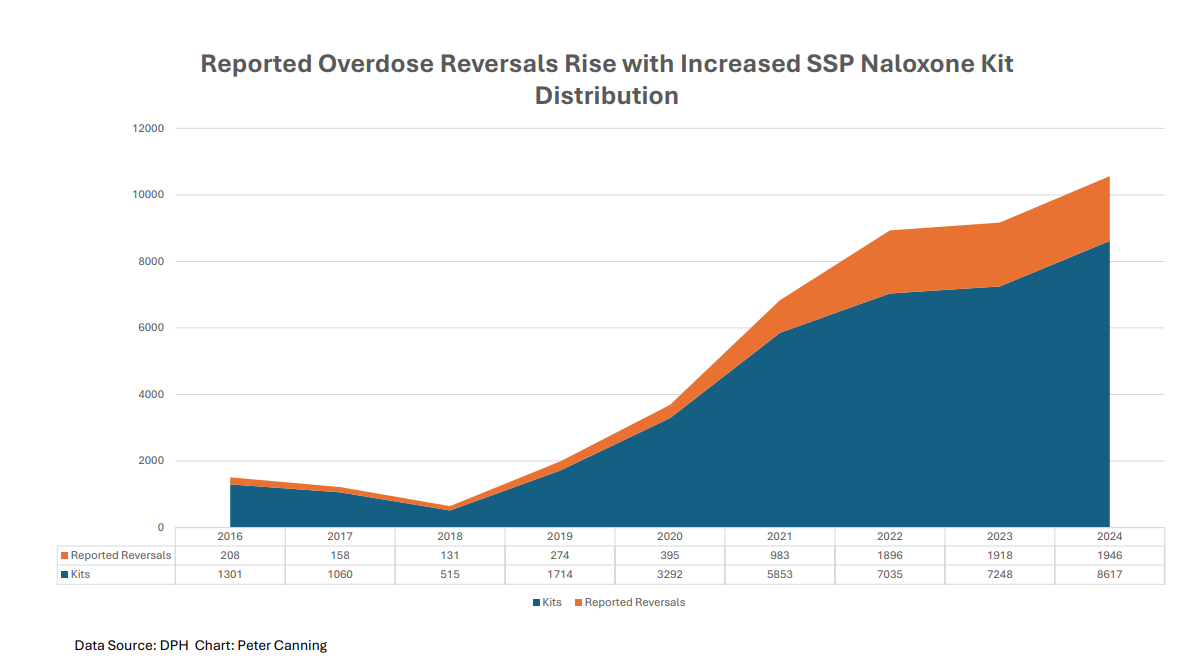 Reported Overdose Reversals Rise with Increased SSP Naloxone Kit
Distribution
12000
10000
8000
6000
4000
2000
0
2016 2017 2018 2019 2020 2021 2022 2023 2024
Reported Reversals 208 158 131 274 395 983 1896 1918 1946
Kits 1301 1060 515 1714 3292 5853 7035 7248 8617
Kits Reported Reversals
Data Source: DPH Chart: Peter Canning